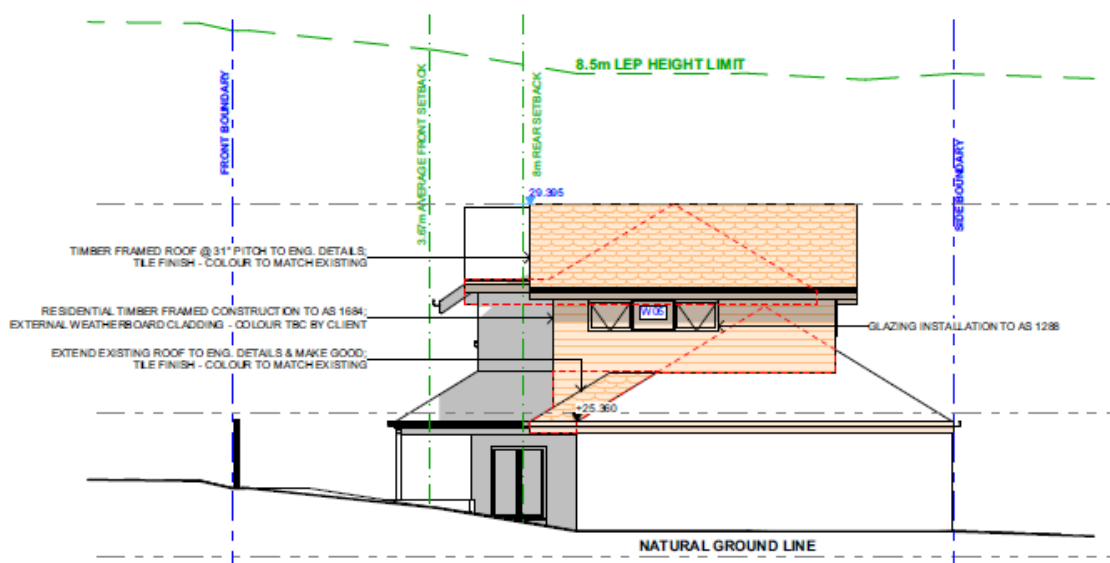 8.5m LEP HEIGHT LIMIT
FRONT BOUNDARY
3.67m AVERAGE FRONT SETBACK
8m REAR SETBACK
SIDE BOUNDARY
29.395
TIMBER FRAMED ROOF @ 31° PITCH TO ENG. DETAILS;
TILE FINISH - COLOUR TO MATCH EXISTING
RESIDENTIAL TIMBER FRAMED CONSTRUCTION TO AS 1684;
EXTERNAL WEATHERBOARD CLADDING - COLOUR TBC BY CLIENT
W06
GLAZING INSTALLATION TO AS 1288
EXTEND EXISTING ROOF TO ENG. DETAILS & MAKE GOOD;
TILE FINISH - COLOUR TO MATCH EXISTING
+25.360
NATURAL GROUND LINE